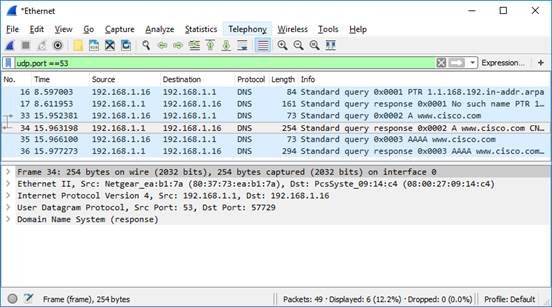 *Ethernet
File Edit View Go Capture Analyze Statistics Telephony Wireless Tools Help
udp.port ==53 Expression... +
No. Time Source Destination Protocol Length Info
16 8.597003 192.168.1.16 192.168.1.1 DNS 84 Standard query 0x0001 PTR 1.1.168.192.in-addr.arpa
17 8.611953 192.168.1.1 192.168.1.16 DNS 161 Standard query response 0x0001 No such name PTR 1...
33 15.952381 192.168.1.16 192.168.1.1 DNS 73 Standard query 0x0002 A www.cisco.com
34 15.963198 192.168.1.1 192.168.1.16 DNS 254 Standard query response 0x0002 A www.cisco.com CN...
35 15.966100 192.168.1.16 192.168.1.1 DNS 73 Standard query 0x0003 AAAA www.cisco.com
36 15.977273 192.168.1.1 192.168.1.16 DNS 294 Standard query response 0x0003 AAAA www.cisco.com
Frame 34: 254 bytes on wire (2032 bits), 254 bytes captured (2032 bits) on interface 0
Ethernet II, Src: Netgear_ea:b1:7a (80:37:73:ea:b1:7a), Dst: PcsSyste_09:14:c4 (08:00:27:09:14:c4)
Internet Protocol Version 4, Src: 192.168.1.1, Dst: 192.168.1.16
User Datagram Protocol, Src Port: 53, Dst Port: 57729
Domain Name System (response)
Frame (frame), 254 bytes Packets: 49 · Displayed: 6 (12.2%) · Dropped: 0 (0.0%) Profile: Default